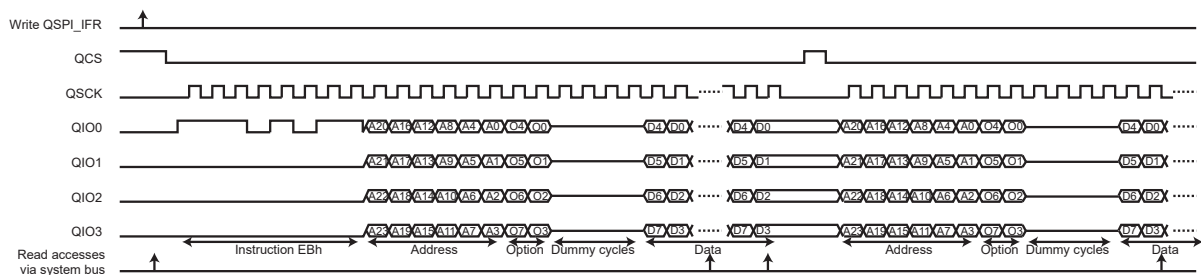 Write QSPI_IFR
QCS
QSCK
QIO0 A20 A16 A12 A8 A4 A0 O4 O0 D4 D0 D4 D0 A20 A16 A12 A8 A4 A0 O4 O0 D4 D0
QIO1 A21 A17 A13 A9 A5 A1 O5 O1 D5 D1 D5 D1 A21 A17 A13 A9 A5 A1 O5 O1 D5 D1
QIO2 A22 A18 A14 A10 A6 A2 O6 O2 D6 D2 D6 D2 A22 A18 A14 A10 A6 A2 O6 O2 D6 D2
QIO3 A23 A19 A15 A11 A7 A3 O7 O3 D7 D3 D7 D3 A23 A19 A15 A11 A7 A3 O7 O3 D7 D3
Instruction EBh Address Option Dummy cycles Data Address Option Dummy cycles Data
Read accesses
via system bus